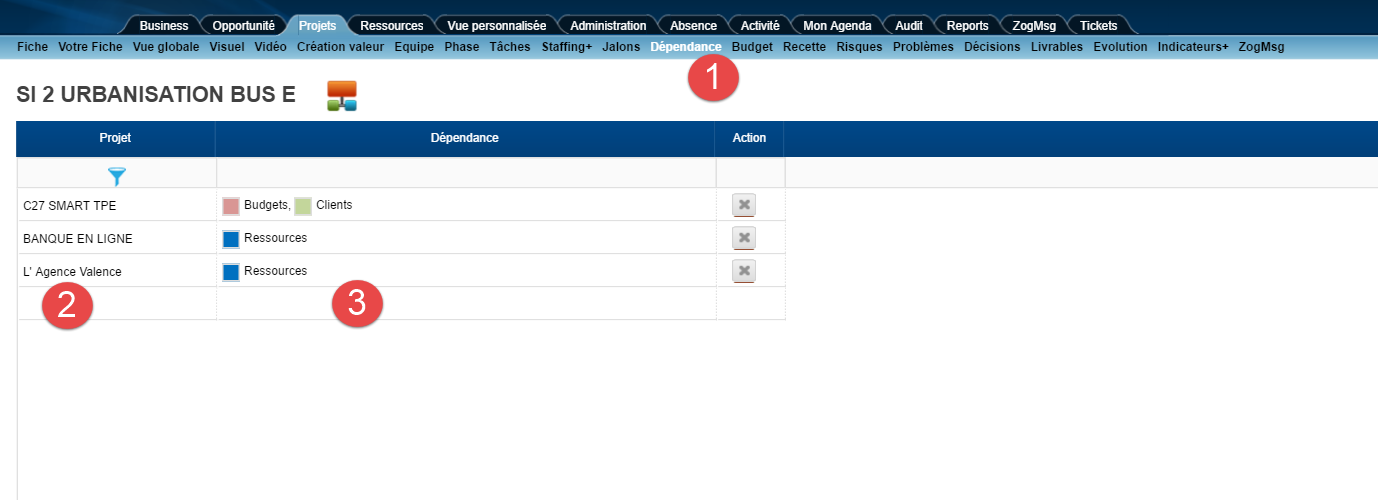 Business Opportunité Projets Ressources Vue personnalisée Administration Absence Activité Mon Agenda Audit Reports ZogMsg Tickets
Fiche Votre Fiche Vue globale Visuel Vidéo Création valeur Equipe Phase Tâches Staffing+ Jalons Dépendance Budget Recette Risques Problèmes Décisions Livrables Evolution Indicateurs+ ZogMsg
1
SI 2 URBANISATION BUS E
Projet Dépendance Action
C27 SMART TPE Budgets, Clients
BANQUE EN LIGNE Ressources
L' Agence Valence Ressources
2 3